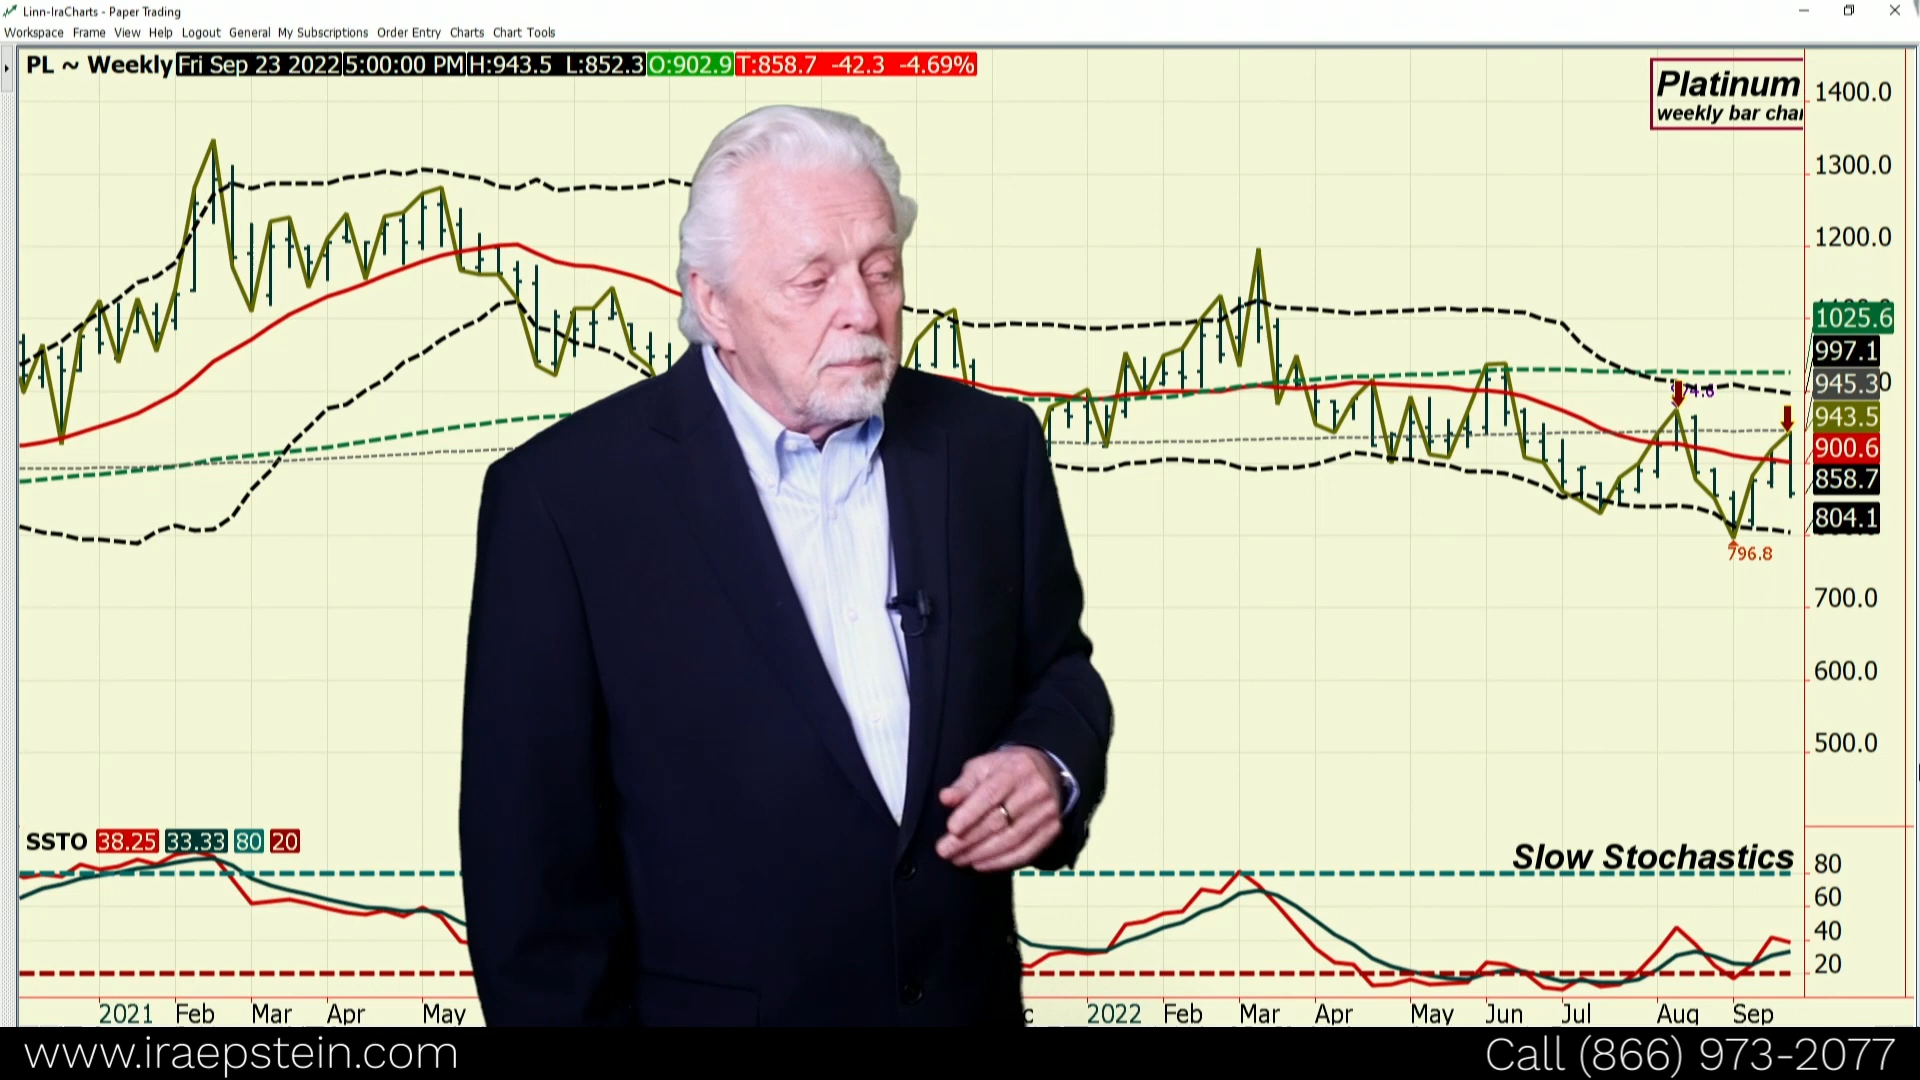 Linn-IraCharts - Paper Trading
Workspace Frame View Help Logout General My Subscriptions Order Entry Charts Chart Tools
PL ~ Weekly Fri Sep 23 2022 5:00:00 PM H:943.5 L:852.3 O:902.9 T:858.7 -42.3 -4.69%
Platinum
weekly bar char
1400.0
1300.0
1200.0
1025.6
997.1
945.3
943.5
900.6
858.7
804.1
796.8
700.0
600.0
500.0
SSTO 38.25 33.33 80 20
Slow Stochastics
80
60
40
20
2021 Feb Mar Apr May 2022 Feb Mar Apr May Jun Jul Aug Sep
www.iraepstein.com
Call (866) 973-2077